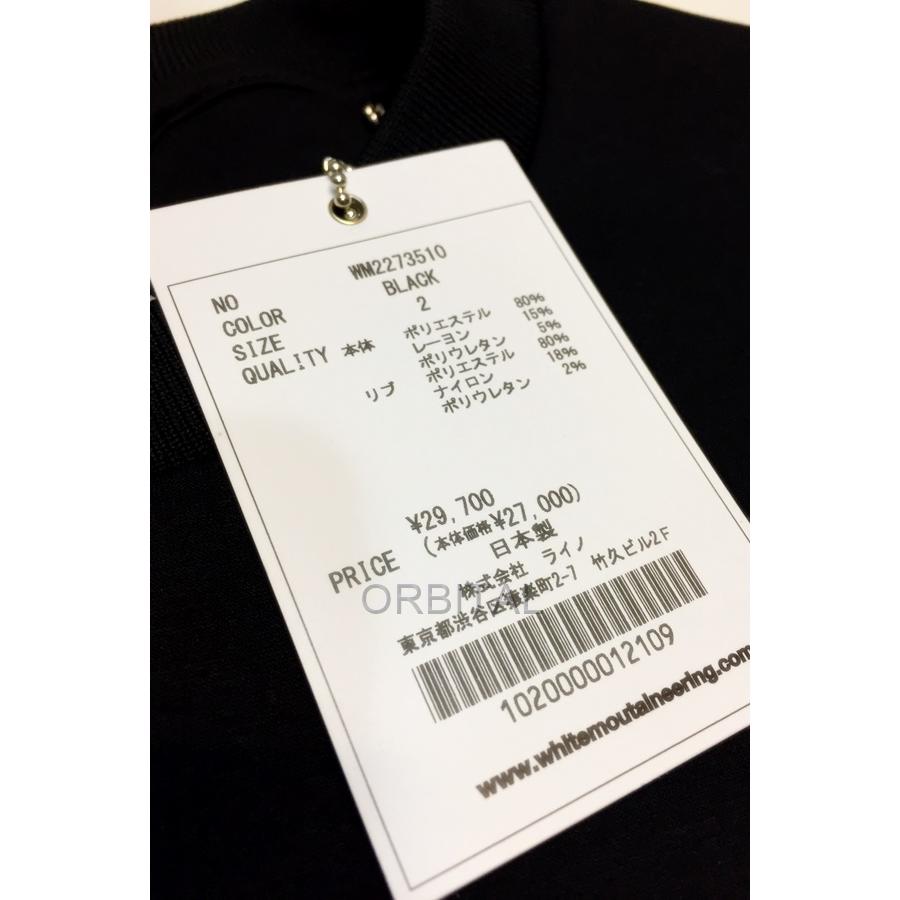 NO WM2273510
COLOR BLACK
SIZE 2
QUALITY 本体 ポリエステル 80%
レーヨン 15%
ポリウレタン 5%
リブ ポリエステル 80%
ナイロン 18%
ポリウレタン 2%
¥29,700
PRICE (本体価格¥27,000)
日本製
株式会社 ライノ
ORBITAL
東京都渋谷区猿楽町2-7 竹久ビル2F
1020000012109
www.whitemoutaineering.com